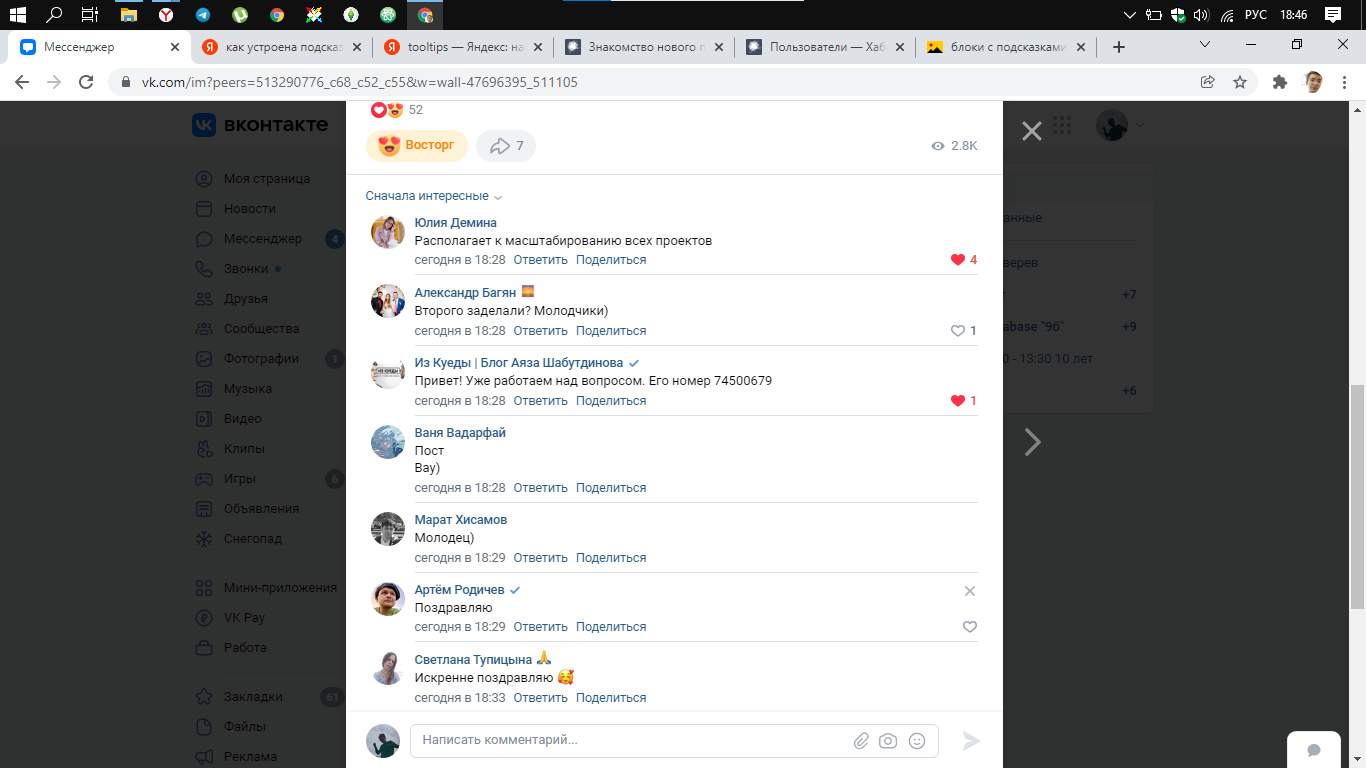 РУС
18:46
Мессенджер
как устроена подсказ
tooltips — Яндекс: на
Знакомство нового п
Пользователи — Хаб
блоки с подсказками
vk.com/im?peers=513290776_c68_c52_c55&w=wall-47696395_511105
вконтакте
Моя страница
Новости
Мессенджер 4
Звонки
Друзья
Сообщества
Фотографии 1
Музыка
Видео
Клипы
Игры 6
Объявления
Снегопад
Мини-приложения
VK Pay
Работа
Закладки 61
Файлы
Реклама
52
Восторг
7
2.8K
Сначала интересные
Юлия Демина
Располагает к масштабированию всех проектов
сегодня в 18:28 Ответить Поделиться
4
Александр Багян
Второго заделали? Молодчики)
сегодня в 18:28 Ответить Поделиться
1
Из Куеды | Блог Аяза Шабутдинова
Привет! Уже работаем над вопросом. Его номер 74500679
сегодня в 18:28 Ответить Поделиться
1
Ваня Вадарфай
Пост
Вау)
сегодня в 18:28 Ответить Поделиться
Марат Хисамов
Молодец)
сегодня в 18:29 Ответить Поделиться
Артём Родичев
Поздравляю
сегодня в 18:29 Ответить Поделиться
Светлана Тупицына
Искренне поздравляю
сегодня в 18:33 Ответить Поделиться
Написать комментарий...
анные
верев
+7
abase "9б"
+9
0 - 13:30 10 лет
+6